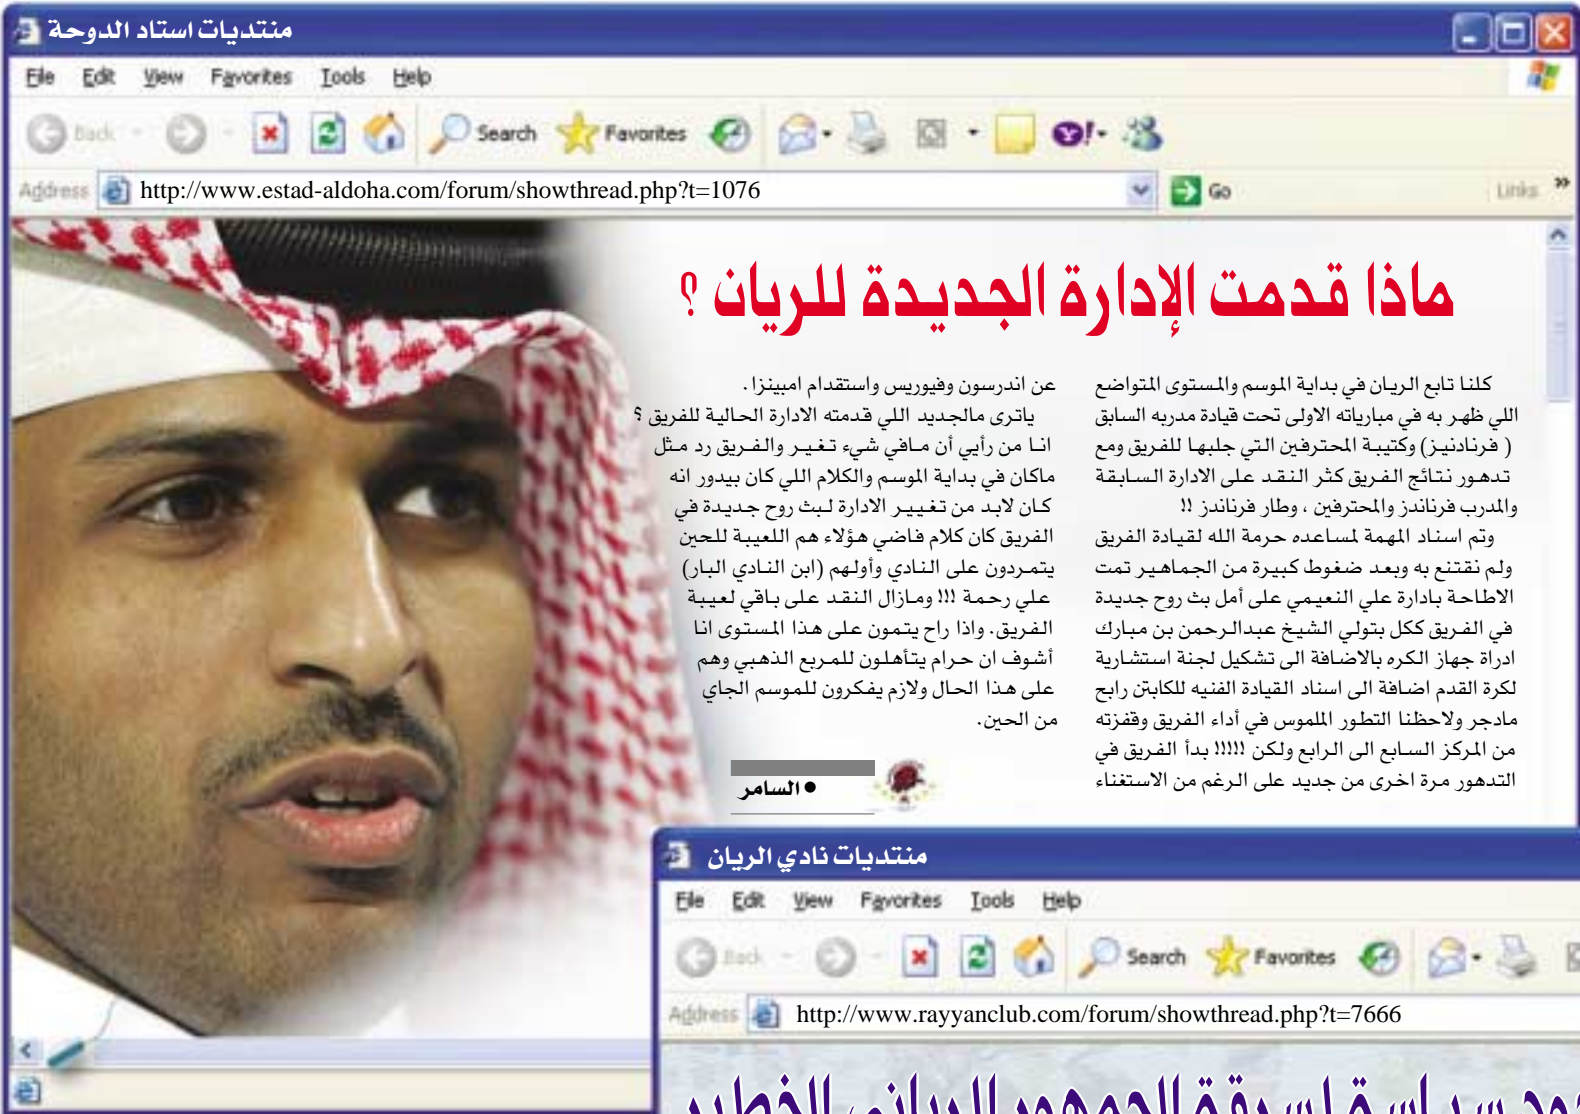 منتديات استاد الدوحة
File Edit View Favorites Tools Help
Back Search Favorites
Address http://www.estad-aldoha.com/forum/showthread.php?t=1076 Go Links »
ماذا قدمت الإدارة الجديدة للريان ؟
كلنا تابع الريان في بداية الموسم والمستوى المتواضع
اللي ظهر به في مبارياته الاولى تحت قيادة مدربه السابق
( فرنادنيز) وكتيبة المحترفين التي جلبها للفريق ومع
تدهور نتائج الفريق كثر النقد على الادارة السابقة
والمدرب فرناندز والمحترفين ، وطار فرناندز !!
وتم اسناد المهمة لمساعده حرمة الله لقيادة الفريق
ولم نقتنع به وبعد ضغوط كبيرة من الجماهير تمت
الاطاحة بادارة علي النعيمي على أمل بث روح جديدة
في الفريق ككل بتولي الشيخ عبدالرحمن بن مبارك
ادراة جهاز الكره بالاضافة الى تشكيل لجنة استشارية
لكرة القدم اضافة الى اسناد القيادة الفنيه للكابتن رابح
مادجر ولاحظنا التطور الملموس في أداء الفريق وقفزته
من المركز السابع الى الرابع ولكن !!!!! بدأ الفريق في
التدهور مرة اخرى من جديد على الرغم من الاستغناء
عن اندرسون وفيوريس واستقدام امبينزا .
ياترى مالجديد اللي قدمته الادارة الحالية للفريق ؟
انا من رأيي أن مافي شيء تغير والفريق رد مثل
ماكان في بداية الموسم والكلام اللي كان بيدور انه
كان لابد من تغيير الادارة لبث روح جديدة في
الفريق كان كلام فاضي هؤلاء هم اللعيبة للحين
يتمردون على النادي وأولهم (ابن النادي البار)
علي رحمة !!! ومازال النقد على باقي لعيبة
الفريق. واذا راح يتمون على هذا المستوى انا
أشوف ان حرام يتأهلون للمربع الذهبي وهم
على هذا الحال ولازم يفكرون للموسم الجاي
من الحين.
● السامر
منتديات نادي الريان
File Edit View Favorites Tools Help
Back Search Favorites
Address http://www.rayyanclub.com/forum/showthread.php?t=7666
سياسة لسرقة الجمهور الرياني الخطير